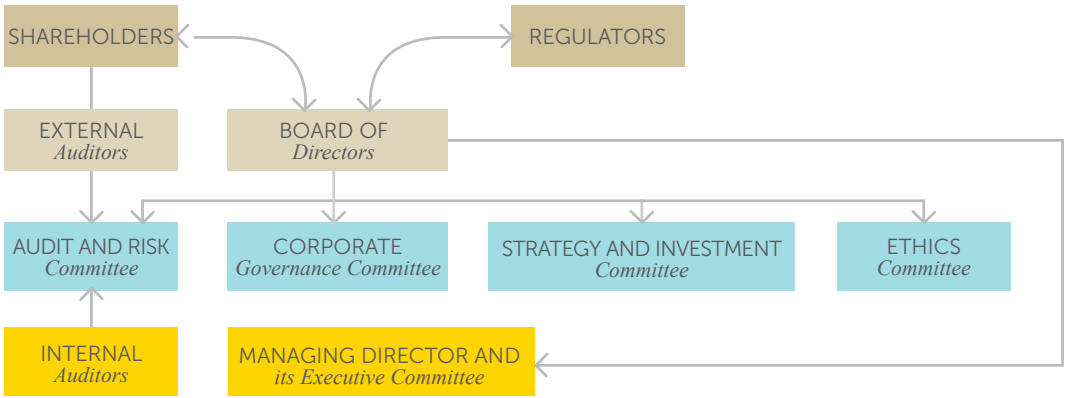 SHAREHOLDERS
REGULATORS
EXTERNAL
Auditors
BOARD OF
Directors
AUDIT AND RISK
Committee
CORPORATE
Governance Committee
STRATEGY AND INVESTMENT
Committee
ETHICS
Committee
INTERNAL
Auditors
MANAGING DIRECTOR AND
its Executive Committee